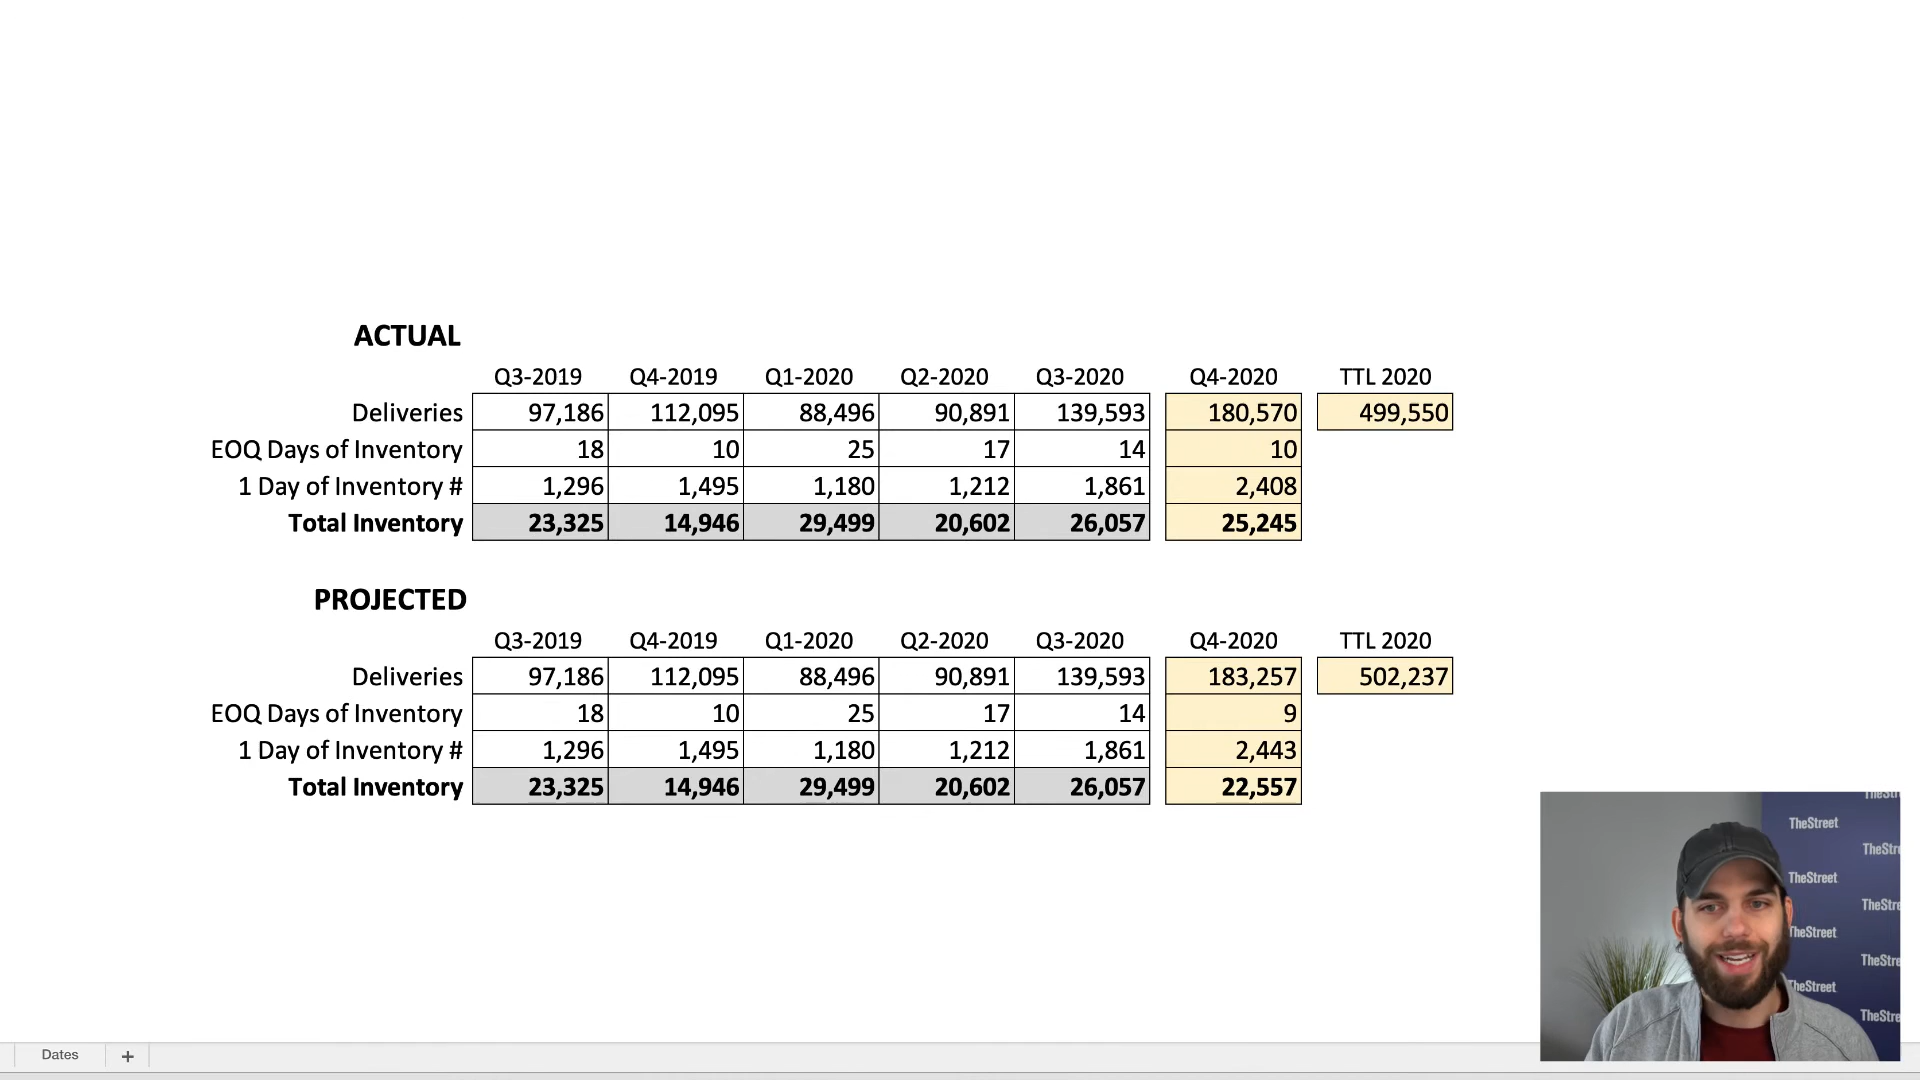 ACTUAL
Q3-2019 Q4-2019 Q1-2020 Q2-2020 Q3-2020 Q4-2020 TTL 2020
Deliveries 97,186 112,095 88,496 90,891 139,593 180,570 499,550
EOQ Days of Inventory 18 10 25 17 14 10
1 Day of Inventory # 1,296 1,495 1,180 1,212 1,861 2,408
Total Inventory 23,325 14,946 29,499 20,602 26,057 25,245
PROJECTED
Q3-2019 Q4-2019 Q1-2020 Q2-2020 Q3-2020 Q4-2020 TTL 2020
Deliveries 97,186 112,095 88,496 90,891 139,593 183,257 502,237
EOQ Days of Inventory 18 10 25 17 14 9
1 Day of Inventory # 1,296 1,495 1,180 1,212 1,861 2,443
Total Inventory 23,325 14,946 29,499 20,602 26,057 22,557
TheStreet
TheStreet
TheStreet
TheStreet
Dates +